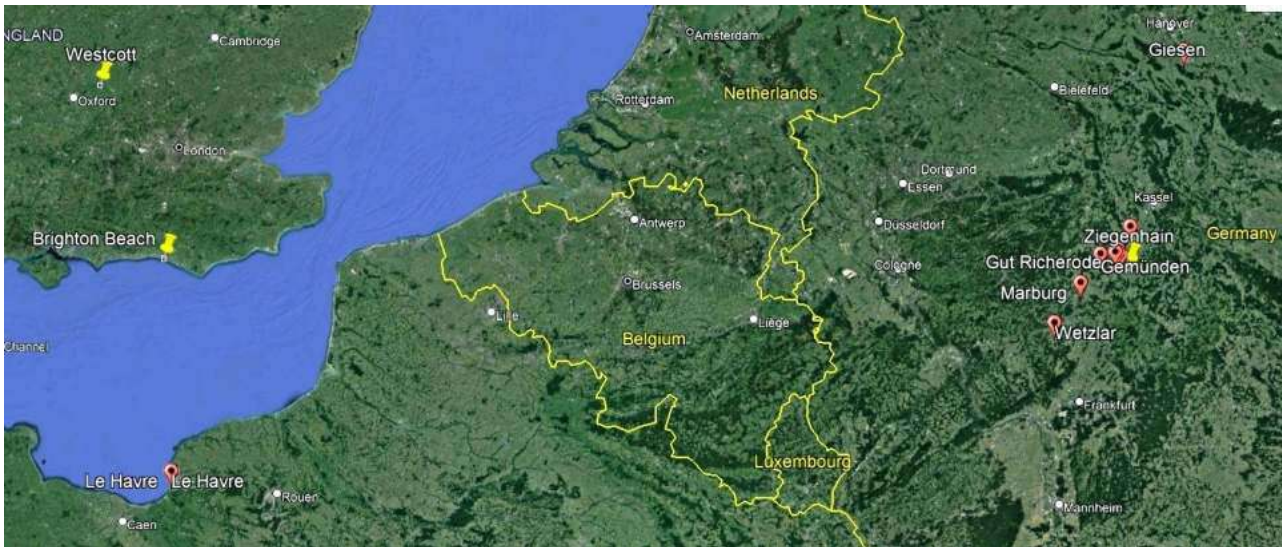 NGLAND
Cambridge
Westcott
Oxford
London
Brighton Beach
Channel
Le Havre
Le Havre
Caen
Rouen
Amsterdam
Rotterdam
Netherlands
Antwerp
Brussels
Lille
Belgium
Liège
Luxembourg
Hanover
Giesen
Bielefeld
Dortmund
Essen
Düsseldorf
Cologne
Kassel
Ziegenhain
Germany
Gut Richerode
Gemünden
Marburg
Wetzlar
Frankfurt
Mannheim